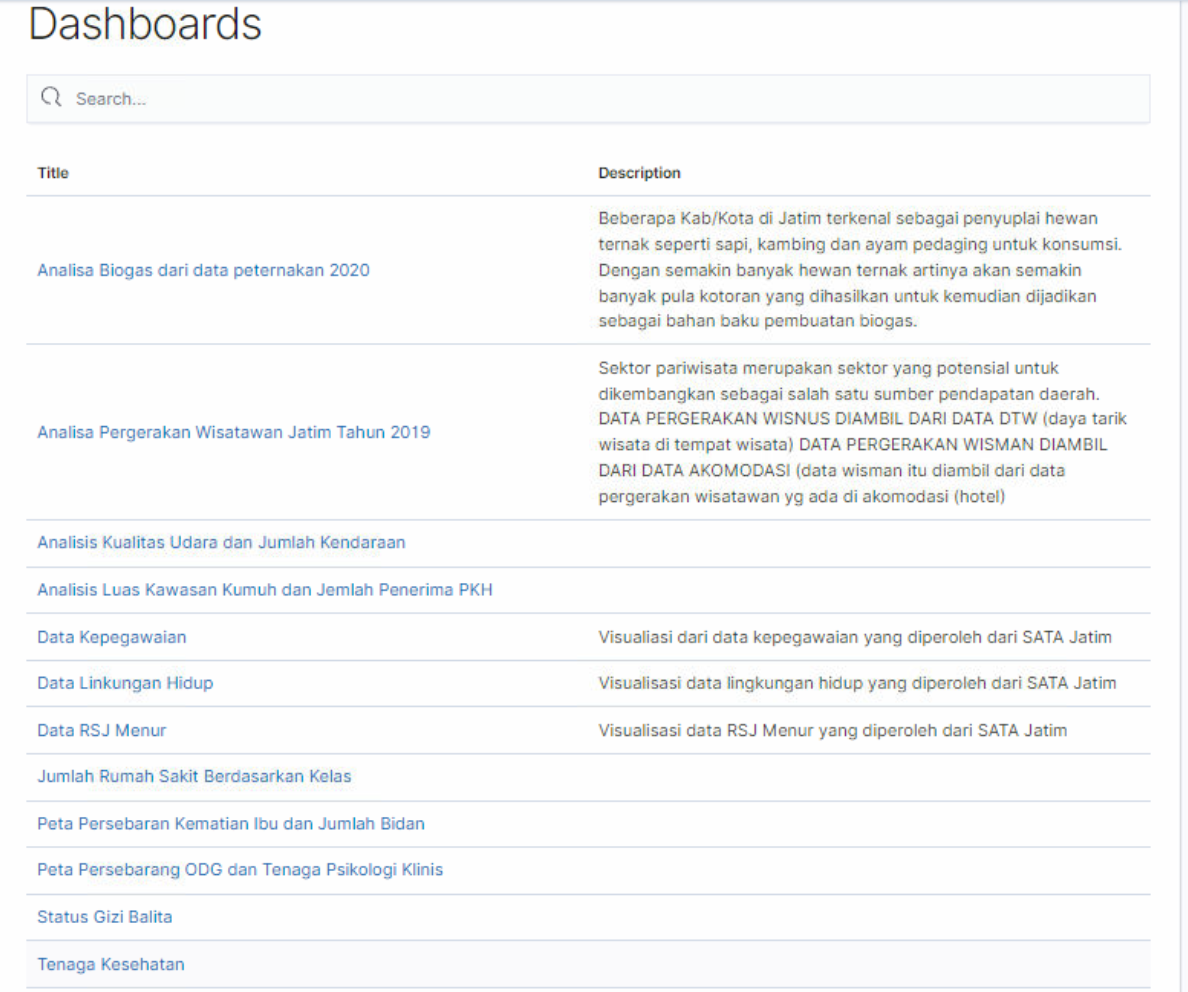 Dashboards
Search...
Title
Description
Analisa Biogas dari data peternakan 2020
Beberapa Kab/Kota di Jatim terkenal sebagai penyuplai hewan
ternak seperti sapi, kambing dan ayam pedaging untuk konsumsi.
Dengan semakin banyak hewan ternak artinya akan semakin
banyak pula kotoran yang dihasilkan untuk kemudian dijadikan
sebagai bahan baku pembuatan biogas.
Analisa Pergerakan Wisatawan Jatim Tahun 2019
Sektor pariwisata merupakan sektor yang potensial untuk
dikembangkan sebagai salah satu sumber pendapatan daerah.
DATA PERGERAKAN WISNUS DIAMBIL DARI DATA DTW (daya tarik
wisata di tempat wisata) DATA PERGERAKAN WISMAN DIAMBIL
DARI DATA AKOMODASI (data wisman itu diambil dari data
pergerakan wisatawan yg ada di akomodasi (hotel)
Analisis Kualitas Udara dan Jumlah Kendaraan
Analisis Luas Kawasan Kumuh dan Jemlah Penerima PKH
Data Kepegawaian
Visualiasi dari data kepegawaian yang diperoleh dari SATA Jatim
Data Linkungan Hidup
Visualisasi data lingkungan hidup yang diperoleh dari SATA Jatim
Data RSJ Menur
Visualisasi data RSJ Menur yang diperoleh dari SATA Jatim
Jumlah Rumah Sakit Berdasarkan Kelas
Peta Persebaran Kematian Ibu dan Jumlah Bidan
Peta Persebarang ODG dan Tenaga Psikologi Klinis
Status Gizi Balita
Tenaga Kesehatan